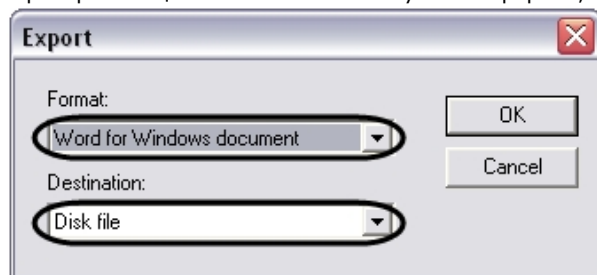 Export
Format:
Word for Windows document
OK
Cancel
Destination:
Disk file